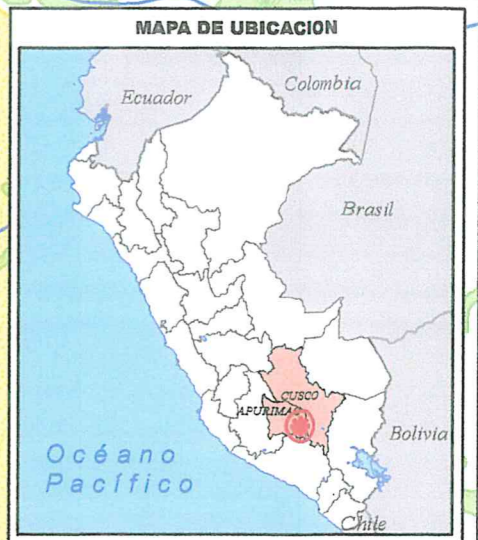 MAPA DE UBICACION
Colombia
Ecuador
Brasil
CUSCO
APURIMAC
Bolivia
Océano
Pacífico
Chile